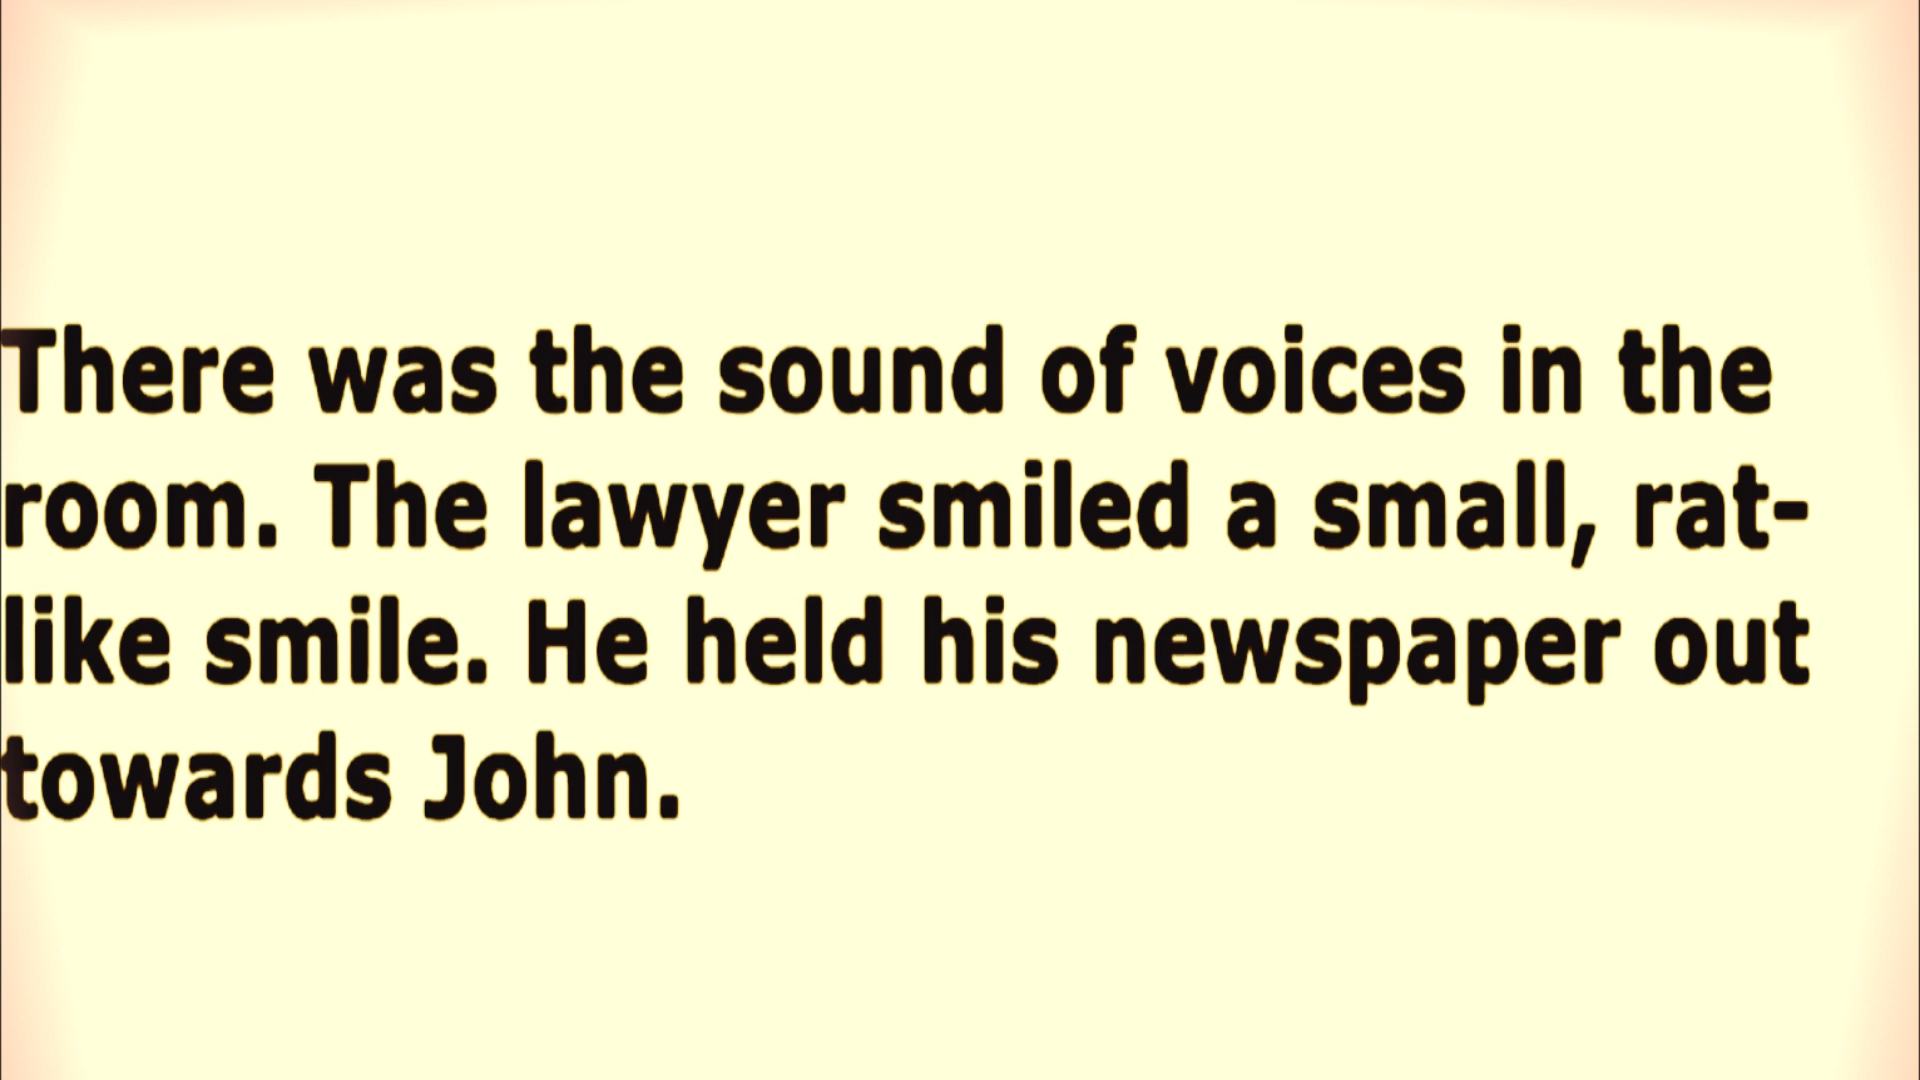 There was the sound of voices in the
room. The lawyer smiled a small, rat-
like smile. He held his newspaper out
towards John.